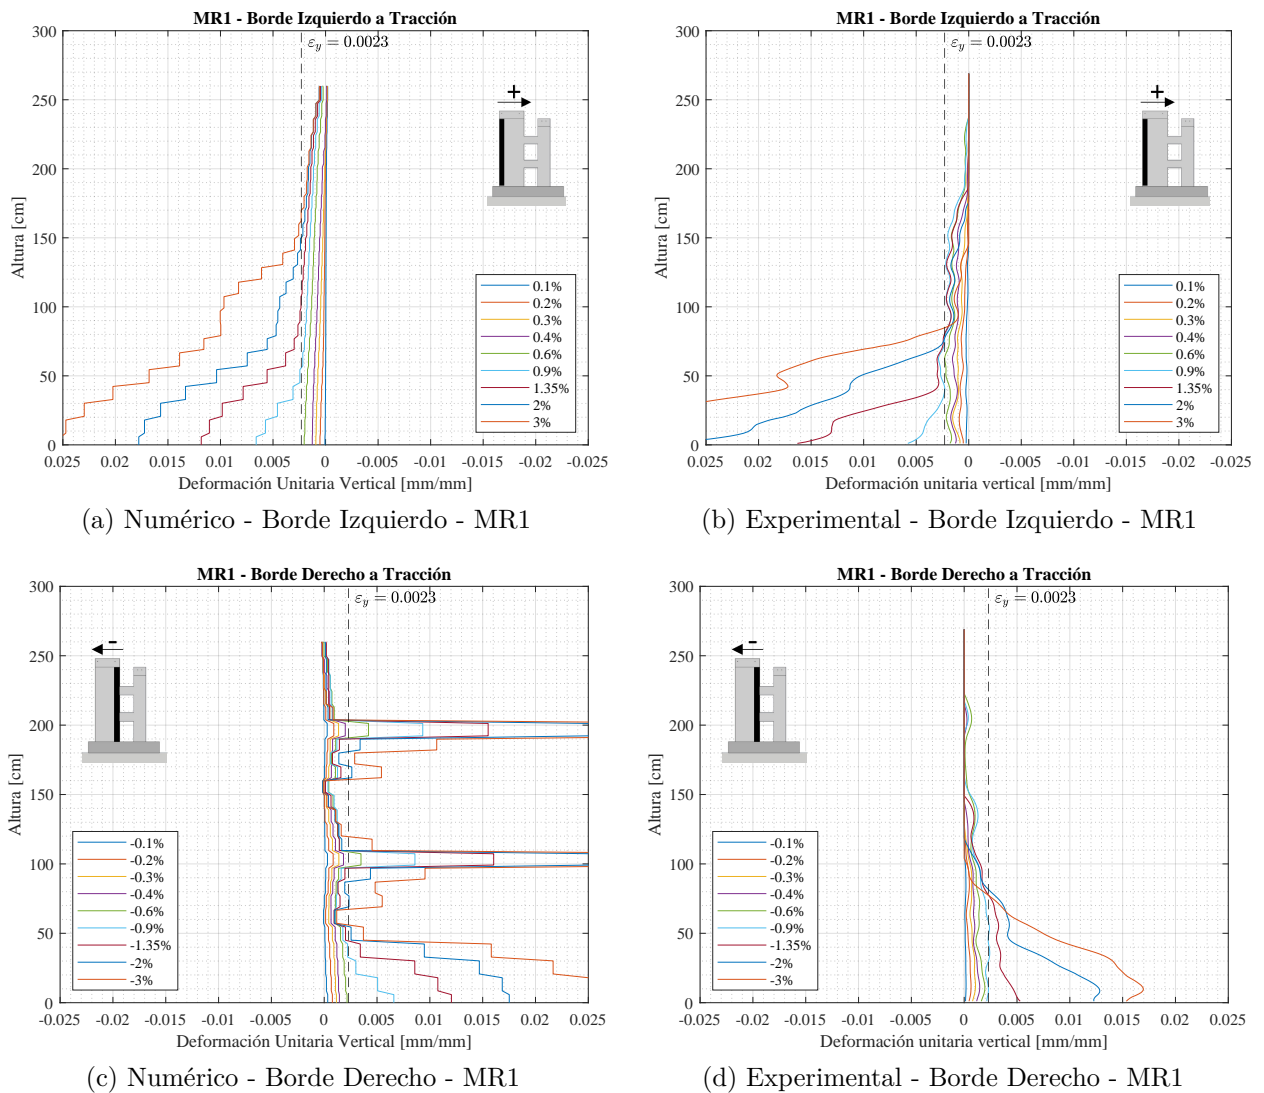 MR1 - Borde Izquierdo a Tracción
300
250
200
150
100
50
0
Altura [cm]
εy = 0.0023
+
0.1%
0.2%
0.3%
0.4%
0.6%
0.9%
1.35%
2%
3%
0.025 0.02 0.015 0.01 0.005 0 -0.005 -0.01 -0.015 -0.02 -0.025
Deformación Unitaria Vertical [mm/mm]
(a) Numérico - Borde Izquierdo - MR1
MR1 - Borde Izquierdo a Tracción
300
250
200
150
100
50
0
Altura [cm]
εy = 0.0023
+
0.1%
0.2%
0.3%
0.4%
0.6%
0.9%
1.35%
2%
3%
0.025 0.02 0.015 0.01 0.005 0 -0.005 -0.01 -0.015 -0.02 -0.025
Deformación unitaria vertical [mm/mm]
(b) Experimental - Borde Izquierdo - MR1
MR1 - Borde Derecho a Tracción
300
250
200
150
100
50
0
Altura [cm]
εy = 0.0023
-
-0.1%
-0.2%
-0.3%
-0.4%
-0.6%
-0.9%
-1.35%
-2%
-3%
-0.025 -0.02 -0.015 -0.01 -0.005 0 0.005 0.01 0.015 0.02 0.025
Deformación Unitaria Vertical [mm/mm]
(c) Numérico - Borde Derecho - MR1
MR1 - Borde Derecho a Tracción
300
250
200
150
100
50
0
Altura [cm]
εy = 0.0023
-
-0.1%
-0.2%
-0.3%
-0.4%
-0.6%
-0.9%
-1.35%
-2%
-3%
-0.025 -0.02 -0.015 -0.01 -0.005 0 0.005 0.01 0.015 0.02 0.025
Deformación unitaria vertical [mm/mm]
(d) Experimental - Borde Derecho - MR1